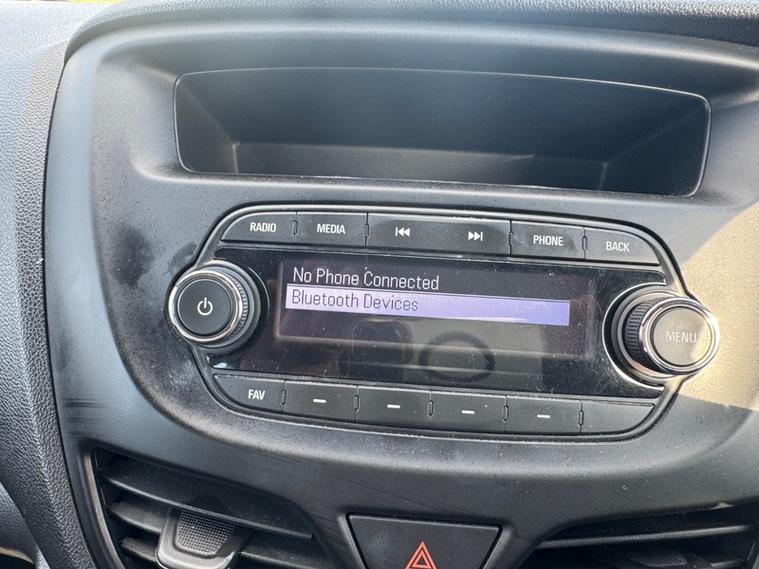 RADIO MEDIA PHONE BACK
No Phone Connected
Bluetooth Devices
MENU
FAV